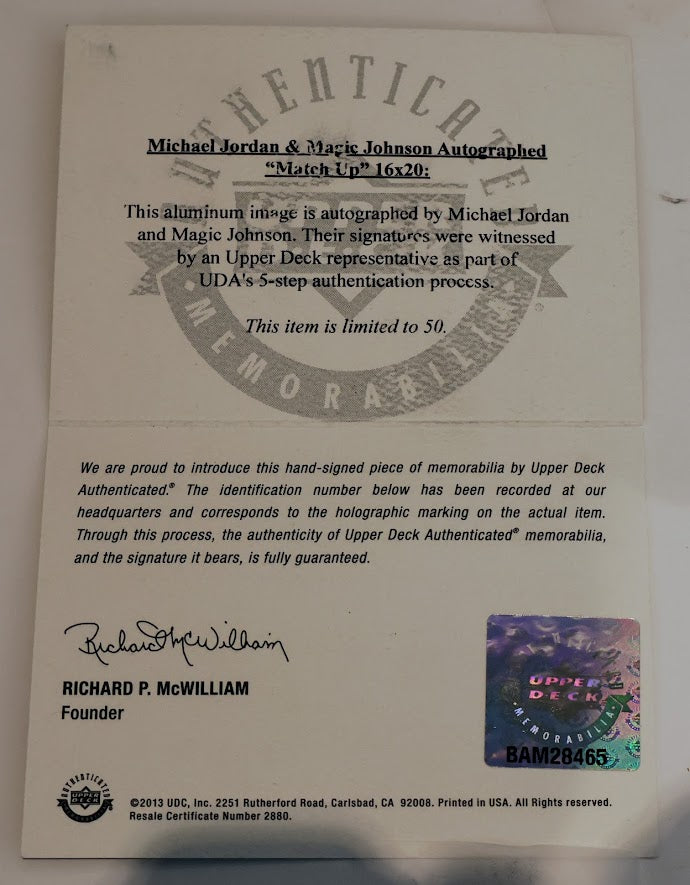 AUTHENTICATED
Michael Jordan & Magic Johnson Autographed
“Match Up” 16x20:
This aluminum image is autographed by Michael Jordan
and Magic Johnson. Their signatures were witnessed
by an Upper Deck representative as part of
UDA's 5-step authentication process.
This item is limited to 50.
MEMORABILIA
We are proud to introduce this hand-signed piece of memorabilia by Upper Deck
Authenticated.® The identification number below has been recorded at our
headquarters and corresponds to the holographic marking on the actual item.
Through this process, the authenticity of Upper Deck Authenticated® memorabilia,
and the signature it bears, is fully guaranteed.
Richard McWilliam
RICHARD P. McWILLIAM
Founder
UPPER
DECK
MEMORABILIA
BAM28465
AUTHENTICATED
UPPER
DECK
©2013 UDC, Inc. 2251 Rutherford Road, Carlsbad, CA 92008. Printed in USA. All Rights reserved.
Resale Certificate Number 2880.